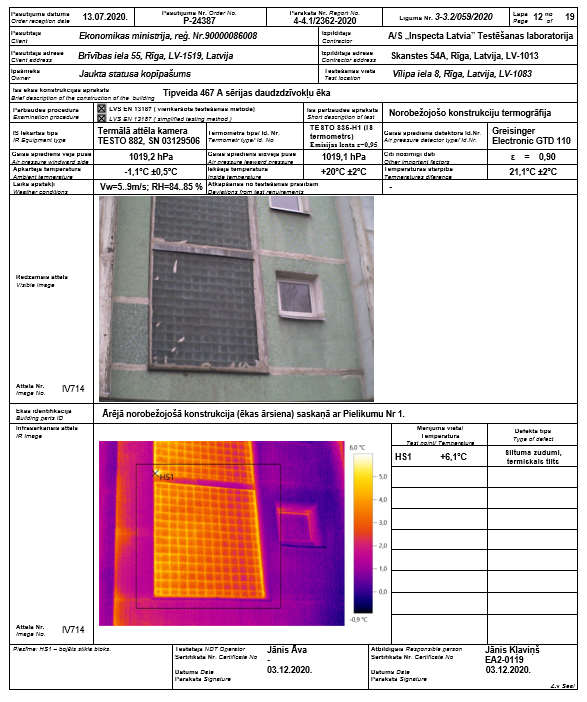 Pasūtījuma datums
Order reception date
13.07.2020.
Pasūtījuma Nr. Order No.
P-24387
Pārskata Nr. Report No.
4-4.1/2362-2020
Līguma Nr. 3-3.2/059/2020
Lapa 12 no 19
Page of
Pasūtītājs
Client
Ekonomikas ministrija, reģ. Nr.90000086008
Izpildītājs
Contractor
A/S „Inspecta Latvia” Testēšanas laboratorija
Pasūtītāja adrese
Client address
Brīvības iela 55, Rīga, LV-1519, Latvija
Izpildītāja adrese
Contractor address
Skanstes 54A, Rīga, LV-1013
Īpašnieks
Owner
Jaukta statusa kopīpašums
Testēšanas vieta
Test location
Vilpa iela 8, Rīga, LV-1083
Īss ēkas konstrukcijas apraksts
Brief description of the construction of the building
Tipveida 467 A sērijas daudzdzīvokļu ēka
Pārbaudes procedūra
Examination procedure
LVS EN 13187 ( vienkāršots testēšanas metode)
LVS EN 13187 ( simplified testing method )
Īss pārbaudes apraksts
Short description of test
Norobežojošo konstrukciju termogrāfija
IS iekārtas tips
IR Equipment type
Termālā attēla kamera
TESTO 882, SN 03129506
Termometra tips/ Id. Nr.
Termometr type/ Id. No
TESTO 835-H1 (IS
termometrs)
Emisijas lenta ε=0,95
Gaisa spiediena detektors Id.Nr.
Air pressure detector type/ Id.Nr.
Greisinger
Electronic GTD 110
Gaisa spiediens vēja pusē
Air pressure windward side
1019,2 hPa
Gaisa spiediens aizvēja pusē
Air pressure leeward pressure
1019,1 hPa
Citi nozīmīgi dati
Other important factors
ε = 0,90
Apkārtējā temperatūra
Ambient temperature
-1,1°C ±0,5°C
Iekšējā temperatūra
Inside temperature
+20°C ±2°C
Temperatūras starpība
Temperatures diference
21,1°C ±2°C
Laika apstākļi
Weather conditions
Vw=5..9m/s; RH=84..85 %
Atkāpšanās no testēšanas prasībām
Deviations from test requirements
-
Redzamais attēls
Visible image
Attēla Nr.
Image No.
IV714
Ēkas identifikācija
Building parts ID
Ārējā norobežojošā konstrukcija (ēkas ārsiena) saskaņā ar Pielikumu Nr 1.
Infrasarkanais attēls
IR image
Mērījuma vieta/
Temperatūra
Test point/ Temperature
Defekta tips
Type of defect
HS1 +6,1°C
Siltuma zudumi,
termiskais tilts
HS1
6,0 °C
5,0
4,0
3,0
2,0
1,0
0,0
-0,9 °C
Attēla Nr.
Image No.
IV714
Piezīme: HS1 – bojāts stikla bloks.
Testētājs NDT Operator
Sertifikāta Nr. Certificate No
Datums Date
Paraksts Signature
Jānis Āva
-
03.12.2020.
Atbildīgais Responsible person
Sertifikāta Nr. Certificate No
Datums Date
Paraksts Signature
Jānis Kļaviņš
EA2-0119
03.12.2020.
Z.v. Seal